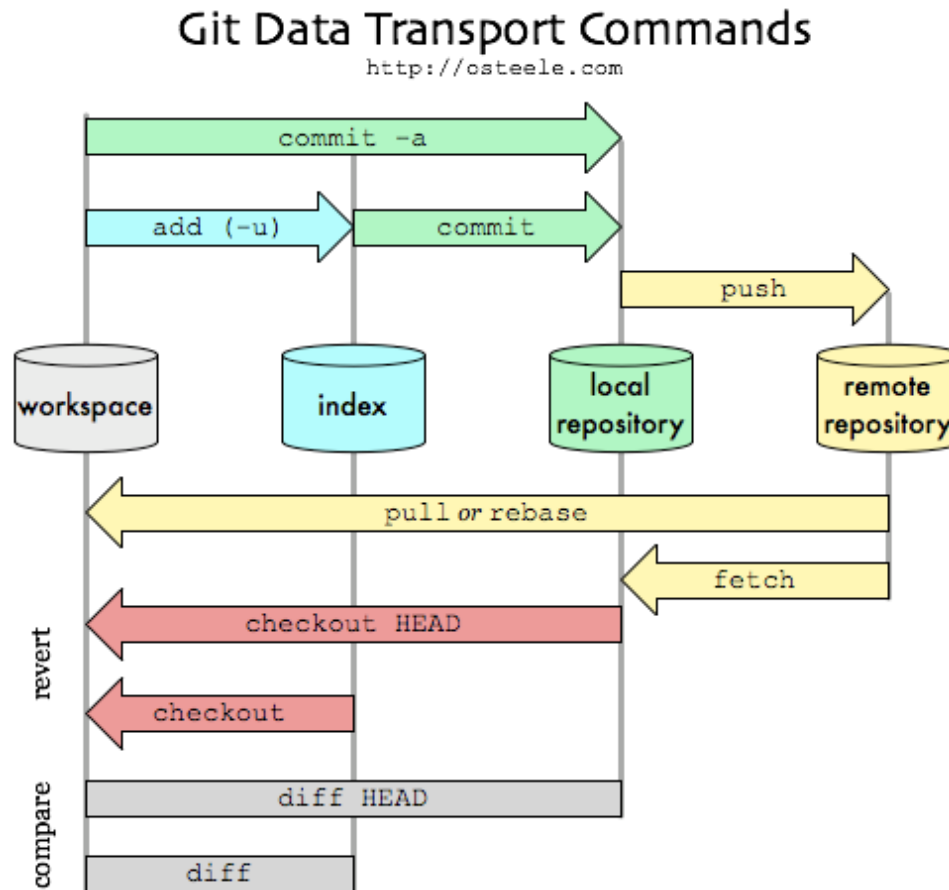 Git Data Transport Commands
http://osteele.com
commit -a
add (-u)
commit
push
workspace
index
local
repository
remote
repository
pull or rebase
fetch
revert
checkout HEAD
checkout
compare
diff HEAD
diff